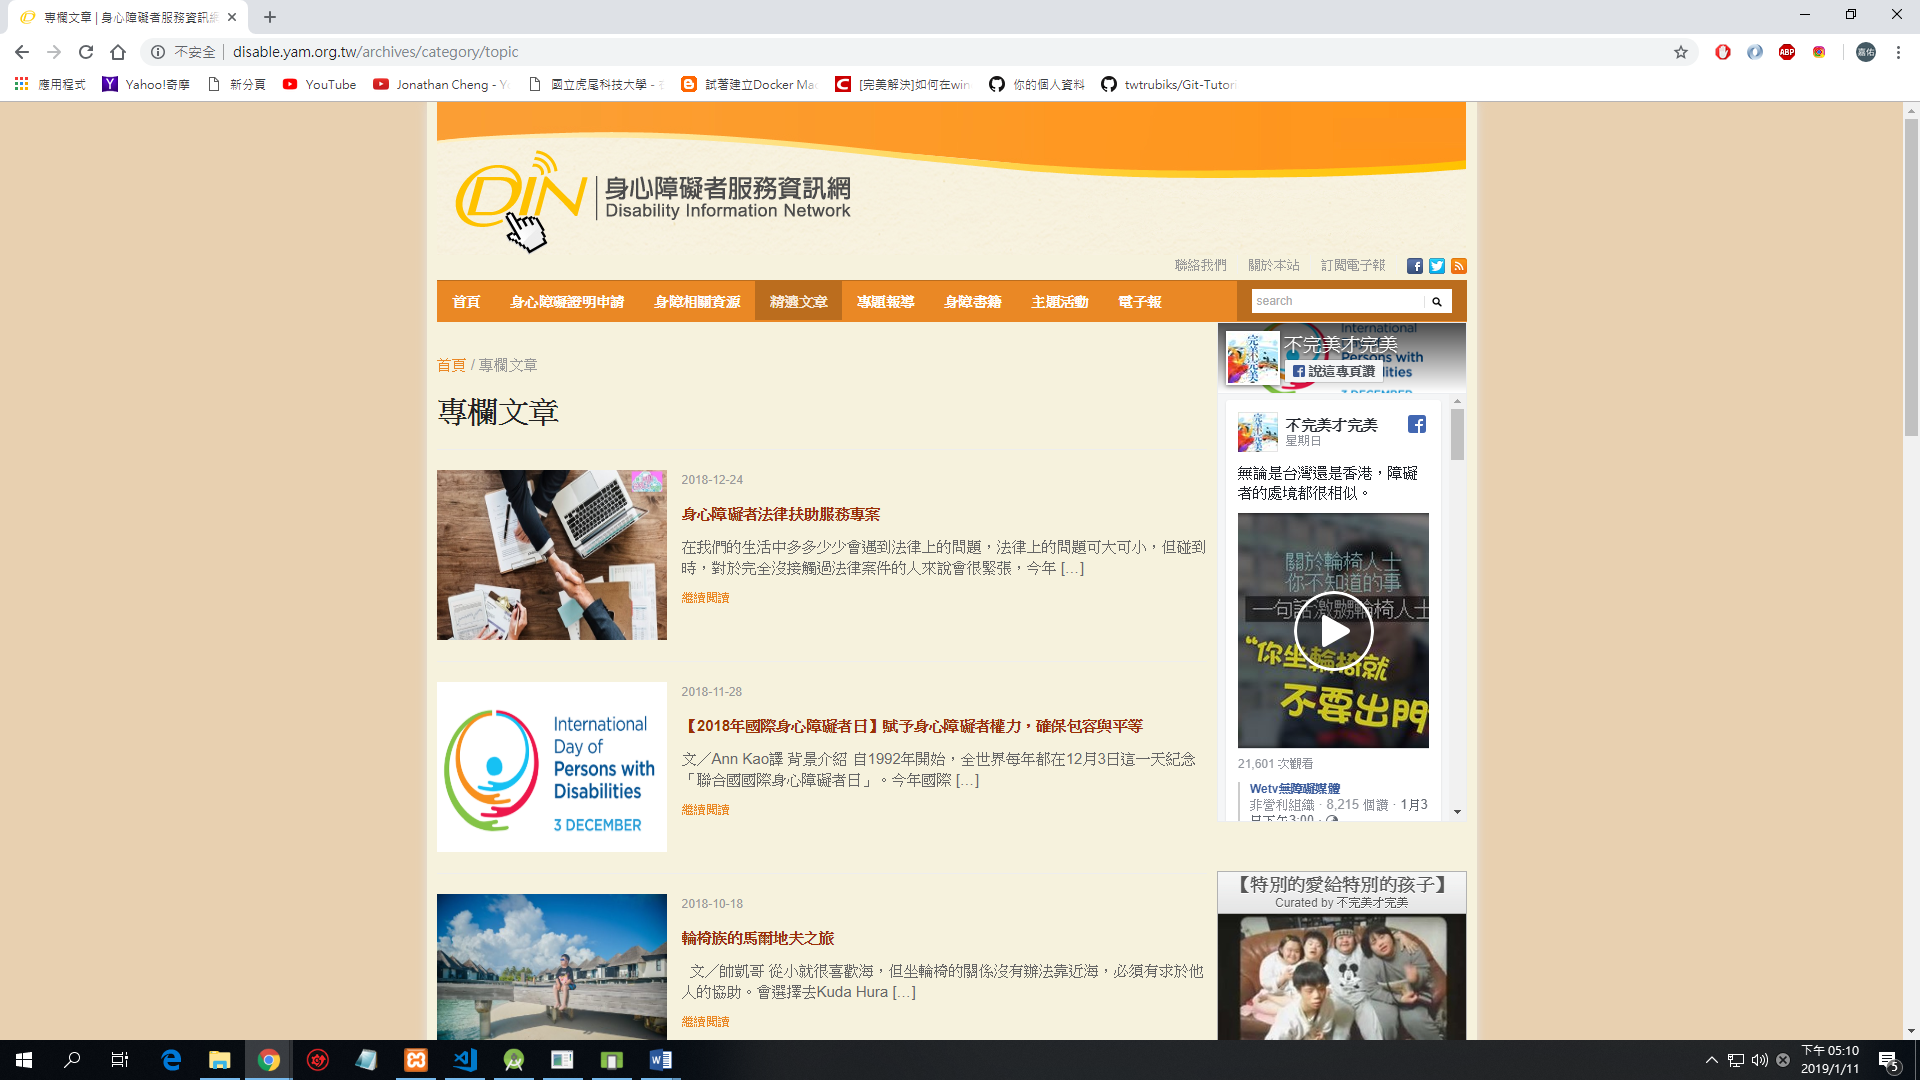 專欄文章 | 身心障礙者服務資訊網
不安全
disable.yam.org.tw/archives/category/topic
應用程式
Yahoo!奇摩
新分頁
YouTube
Jonathan Cheng - Y
國立虎尾科技大學 -
試著建立Docker Mac
[完美解決]如何在win
你的個人資料
twtrubiks/Git-Tutori
DIN
身心障礙者服務資訊網
Disability Information Network
聯絡我們
關於本站
訂閱電子報
首頁
身心障礙證明申請
身障相關資源
精選文章
專題報導
身障書籍
主題活動
電子報
search
首頁 / 專欄文章
專欄文章
2018-12-24
身心障礙者法律扶助服務專案
在我們的生活中多多少少會遇到法律上的問題，法律上的問題可大可小，但碰到
時，對於完全沒接觸過法律案件的人來說會很緊張，今年 […]
繼續閱讀
International
Day of
Persons with
Disabilities
3 DECEMBER
2018-11-28
【2018年國際身心障礙者日】賦予身心障礙者權力，確保包容與平等
文／Ann Kao譯 背景介紹 自1992年開始，全世界每年都在12月3日這一天紀念
「聯合國國際身心障礙者日」。今年國際 […]
繼續閱讀
2018-10-18
輪椅族的馬爾地夫之旅
文／帥凱哥 從小就很喜歡海，但坐輪椅的關係沒有辦法靠近海，必須有求於他
人的協助。會選擇去Kuda Hura […]
繼續閱讀
International
Persons with
3 DECEMBER
不完美才完美
說這專頁讚
不完美才完美
星期日
無論是台灣還是香港，障礙
者的處境都很相似。
關於輪椅人士
你不知道的事
一句話激嬲輪椅人士
“你坐輪椅就
不要出門
21,601 次觀看
Wetv無障礙媒體
非營利組織 · 8,215 個讚 · 1月3
日下午3:00 ·
【特別的愛給特別的孩子】
Curated by 不完美才完美
ABP
嘉佑
下午 05:10
2019/1/11
5